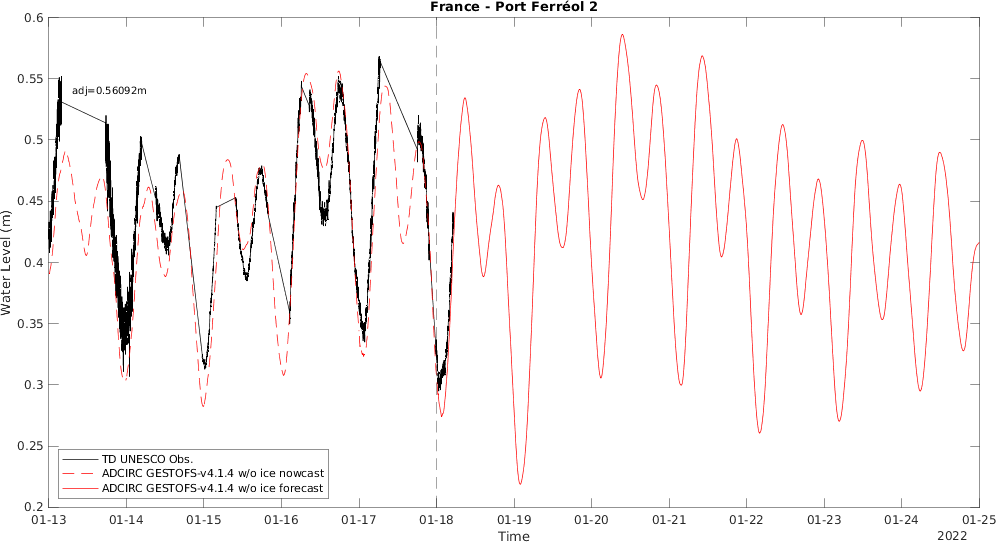 France - Port Ferréol 2
0.6
0.55
0.5
0.45
0.4
0.35
0.3
0.25
0.2
Water Level (m)
adj=0.56092m
TD UNESCO Obs.
ADCIRC GESTOFS-v4.1.4 w/o ice nowcast
ADCIRC GESTOFS-v4.1.4 w/o ice forecast
01-13 01-14 01-15 01-16 01-17 01-18 01-19 01-20 01-21 01-22 01-23 01-24 01-25
Time
2022